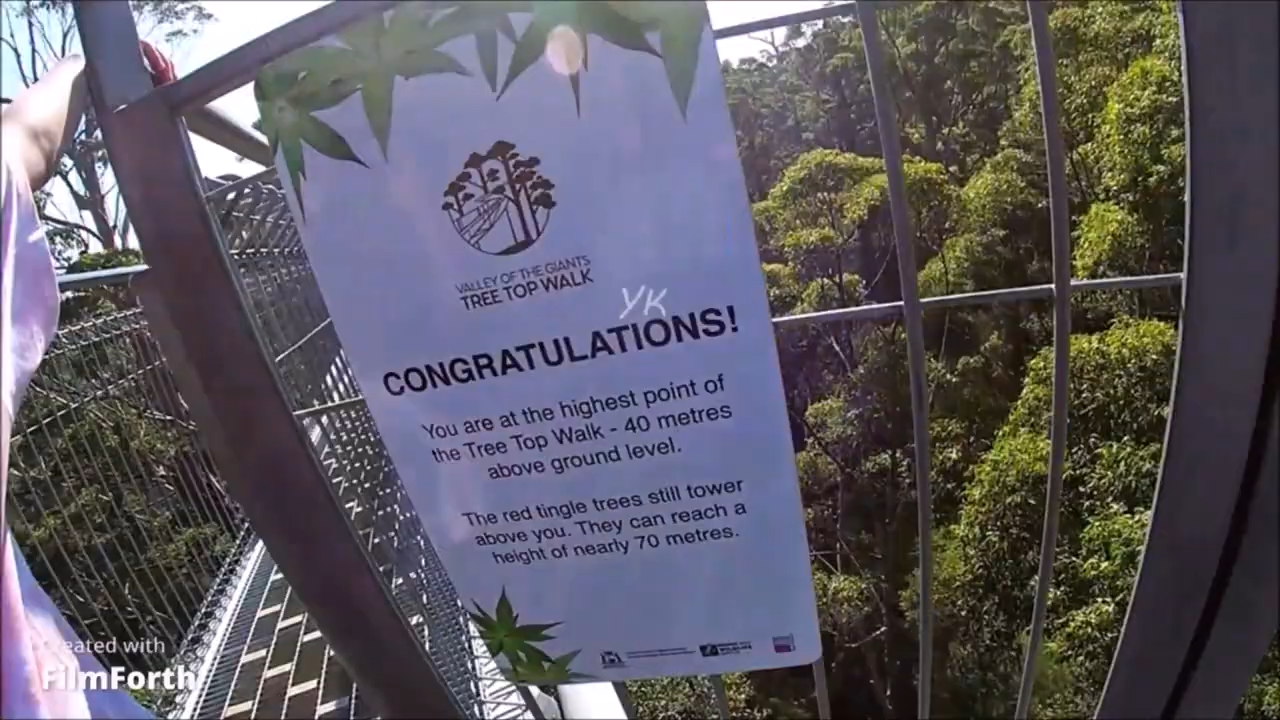 VALLEY OF THE GIANTS
TREE TOP WALK
YK
CONGRATULATIONS!
You are at the highest point of
the Tree Top Walk - 40 metres
above ground level.
The red tingle trees still tower
above you. They can reach a
height of nearly 70 metres.
Created with
FilmForth